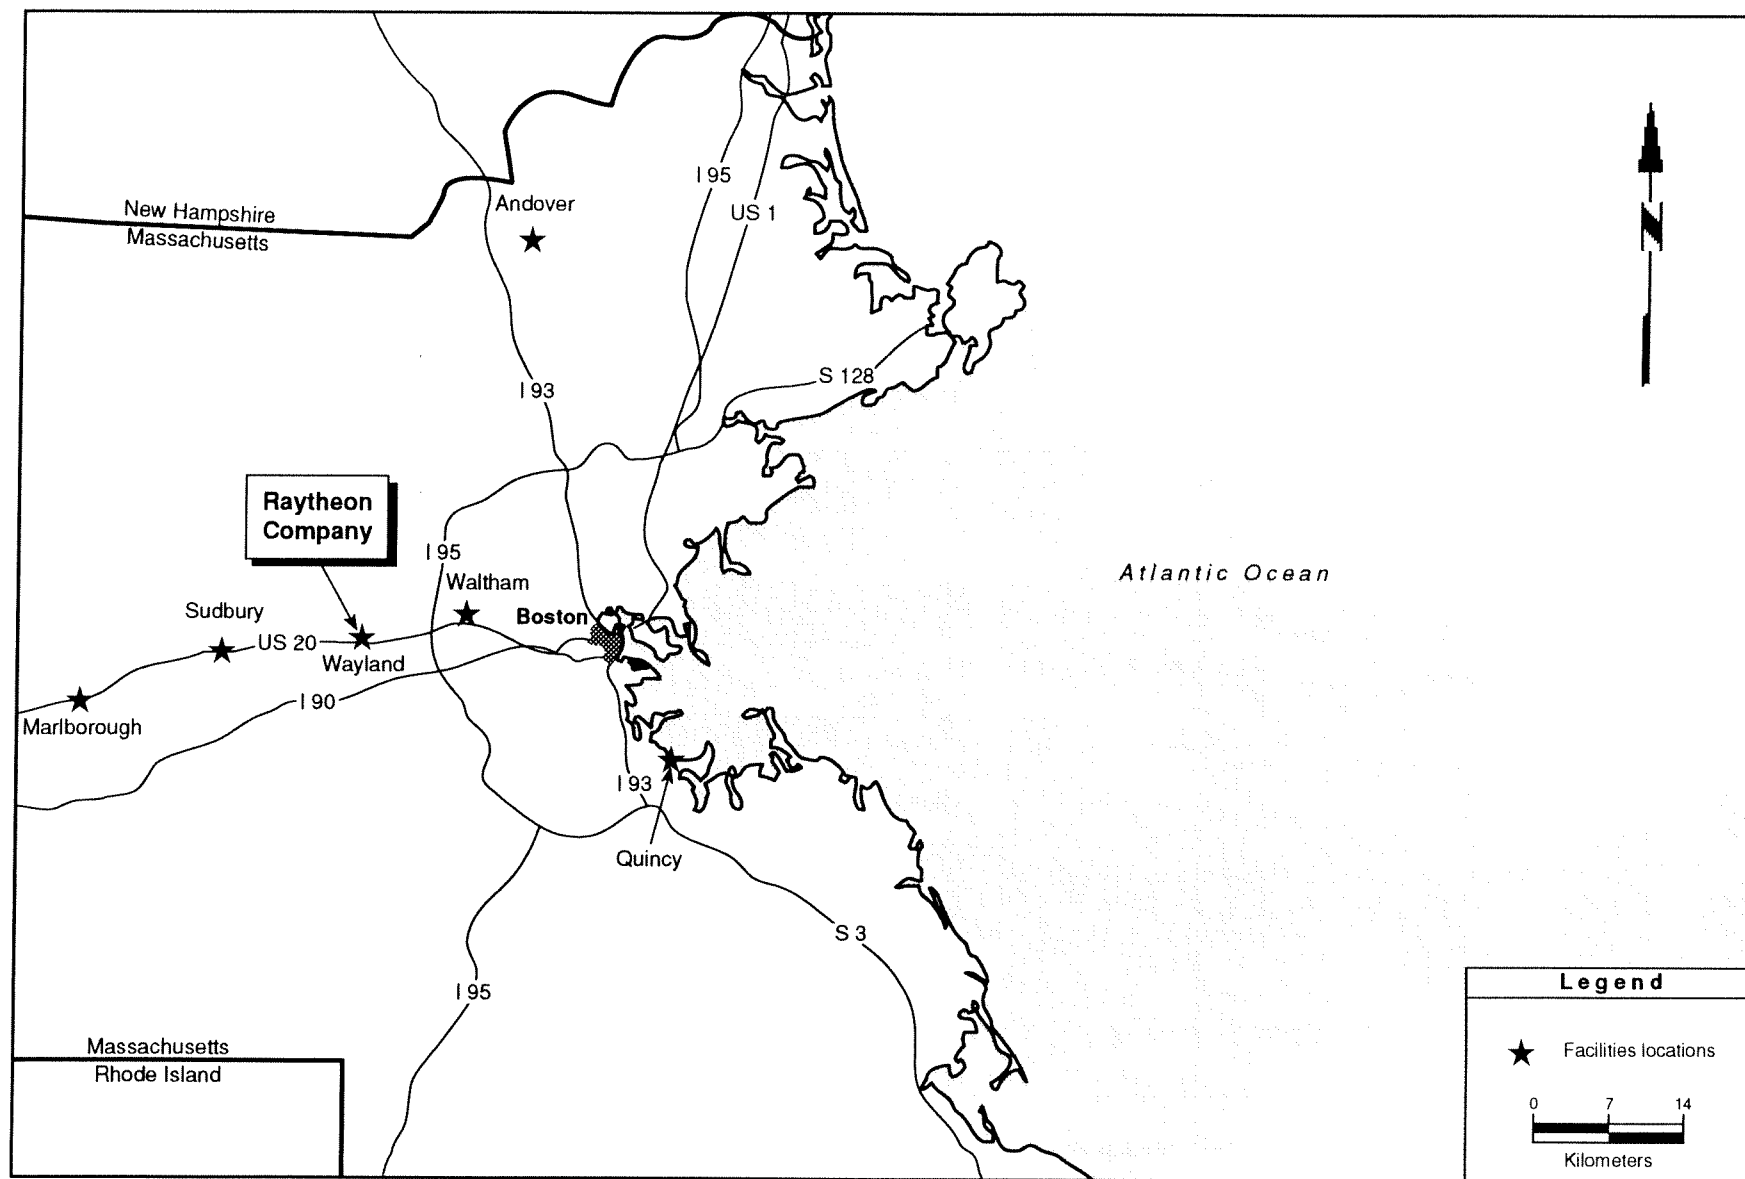 I 95
US 1
Andover
New Hampshire
Massachusetts
N
I 93
S 128
Raytheon
Company
I 95
Waltham
Atlantic Ocean
Sudbury
Boston
US 20
Wayland
I 90
Marlborough
I 93
Quincy
S 3
I 95
Legend
Facilities locations
Massachusetts
Rhode Island
0 7 14
Kilometers